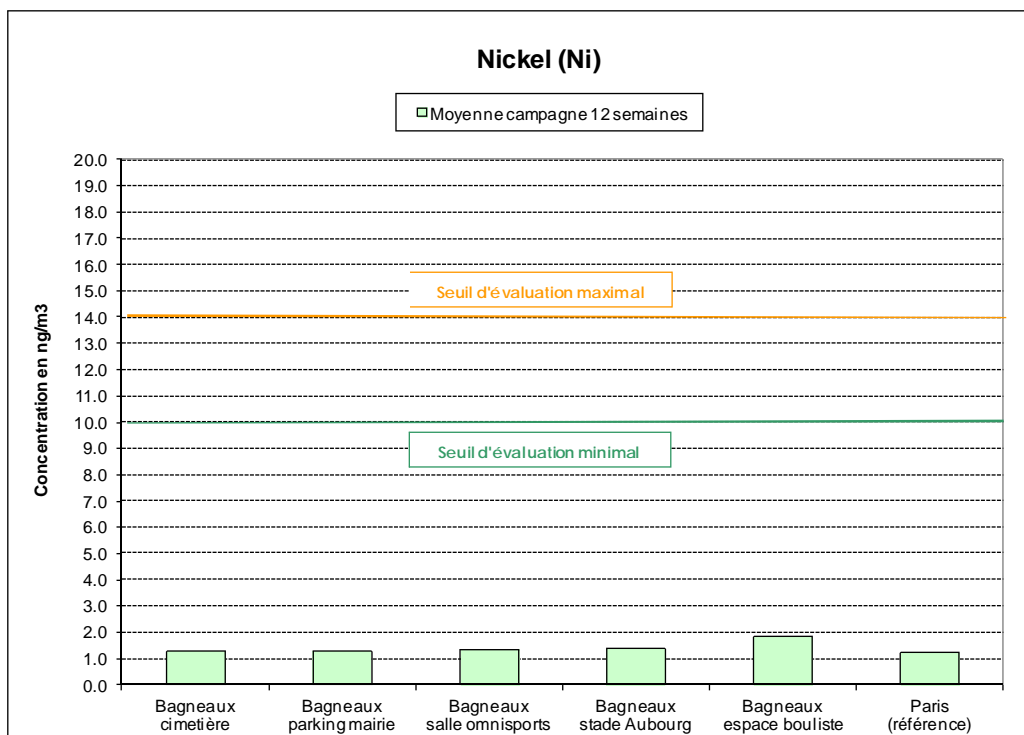 Nickel (Ni)
Moyenne campagne 12 semaines
Concentration en ng/m3
20.0
19.0
18.0
17.0
16.0
15.0
14.0
13.0
12.0
11.0
10.0
9.0
8.0
7.0
6.0
5.0
4.0
3.0
2.0
1.0
0.0
Seuil d'évaluation maximal
Seuil d'évaluation minimal
Bagneaux
cimetière
Bagneaux
parking mairie
Bagneaux
salle omnisports
Bagneaux
stade Aubourg
Bagneaux
espace bouliste
Paris
(référence)